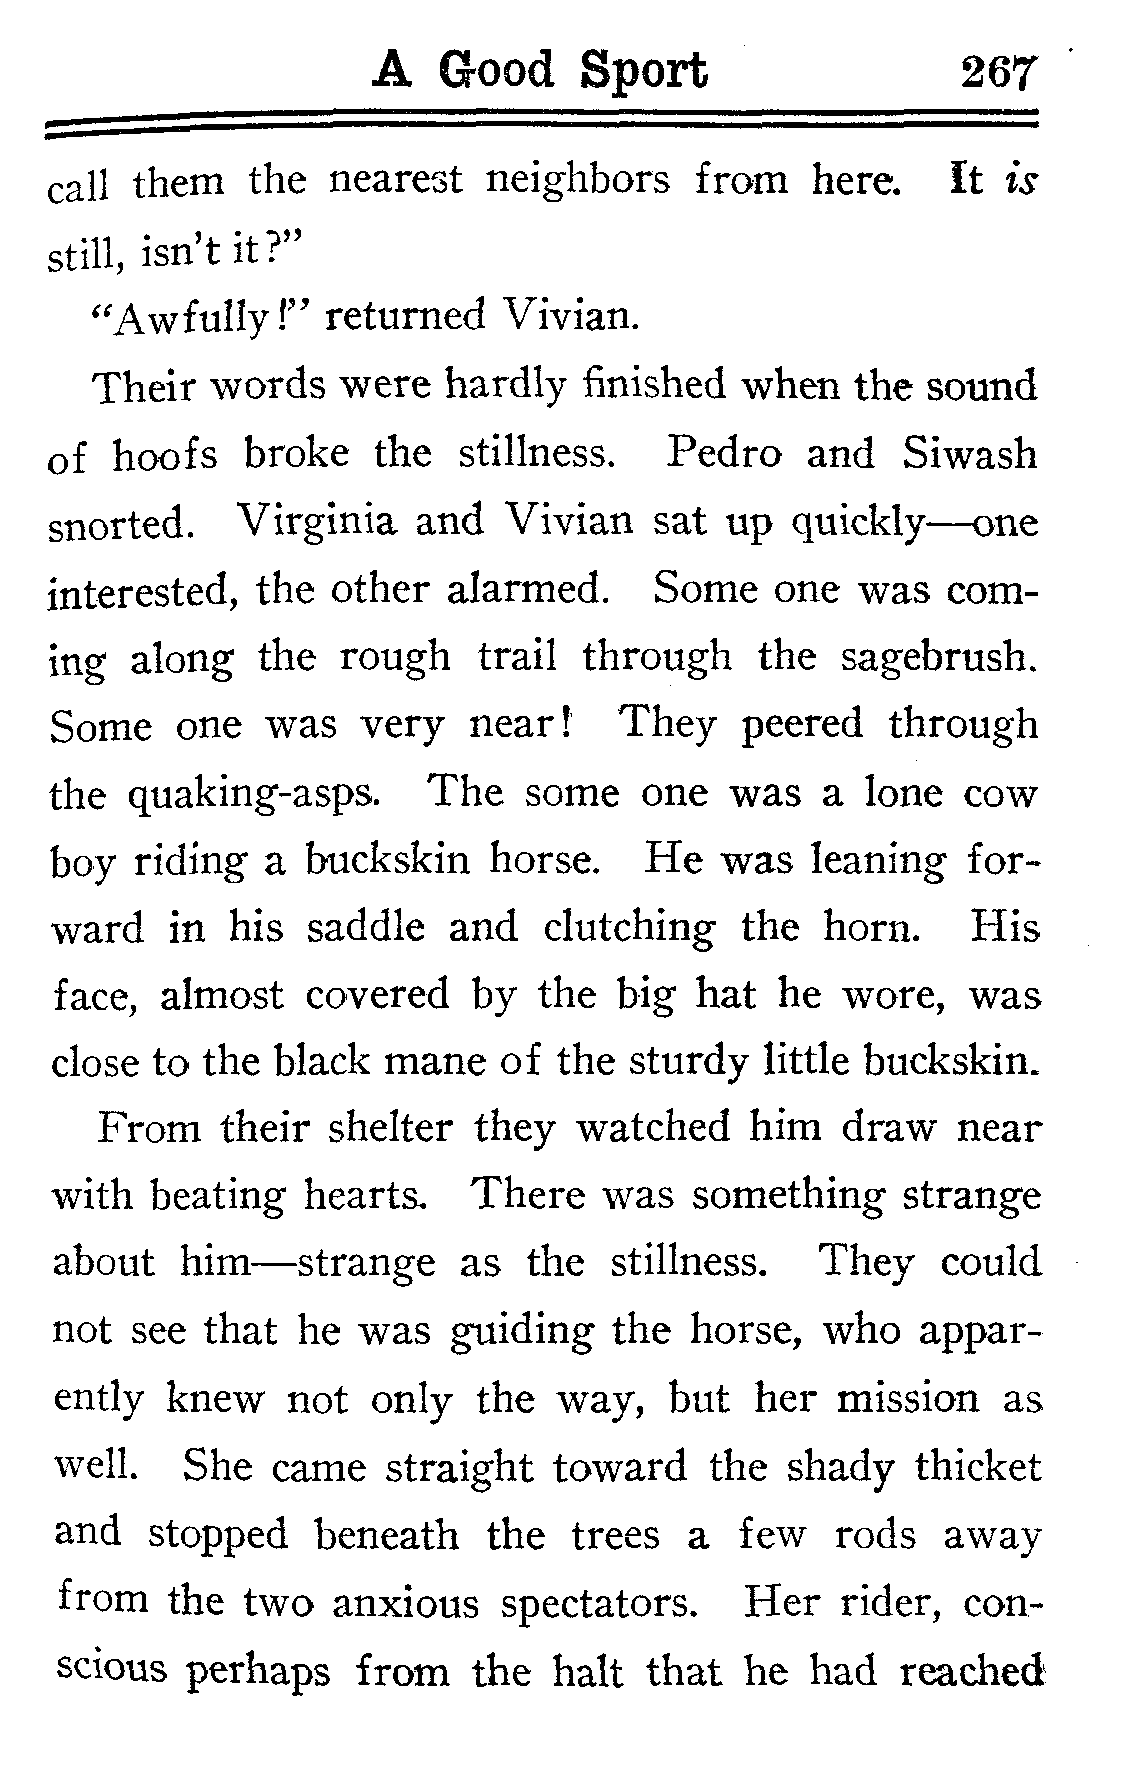 A Good Sport 267
call them the nearest neighbors from here. It is
still, isn't it?"
"Awfully!" returned Vivian.
Their words were hardly finished when the sound
of hoofs broke the stillness. Pedro and Siwash
snorted. Virginia and Vivian sat up quickly—one
interested, the other alarmed. Some one was com-
ing along the rough trail through the sagebrush.
Some one was very near! They peered through
the quaking-asps. The some one was a lone cow
boy riding a buckskin horse. He was leaning for-
ward in his saddle and clutching the horn. His
face, almost covered by the big hat he wore, was
close to the black mane of the sturdy little buckskin.
From their shelter they watched him draw near
with beating hearts. There was something strange
about him—strange as the stillness. They could
not see that he was guiding the horse, who appar-
ently knew not only the way, but her mission as
well. She came straight toward the shady thicket
and stopped beneath the trees a few rods away
from the two anxious spectators. Her rider, con-
scious perhaps from the halt that he had reached